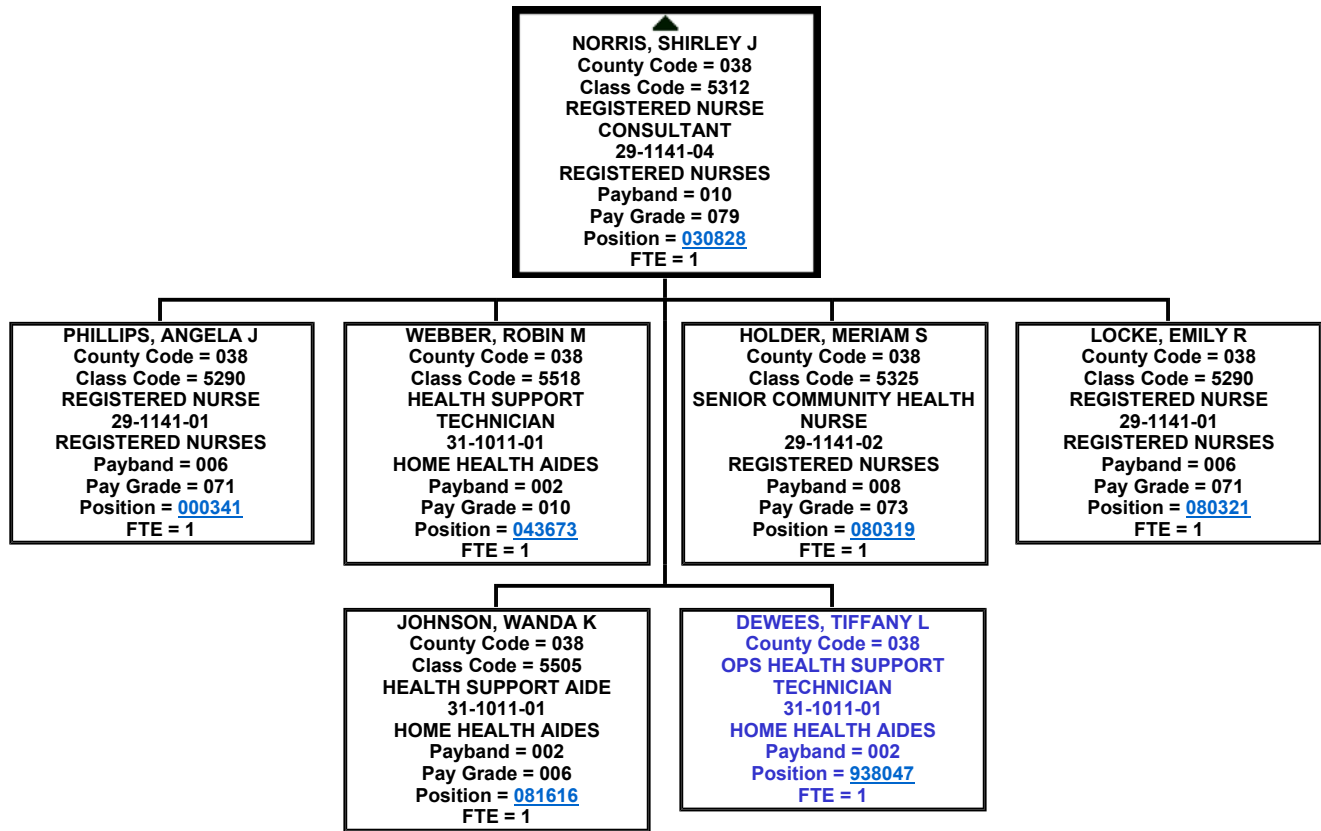 NORRIS, SHIRLEY J
County Code = 038
Class Code = 5312
REGISTERED NURSE
CONSULTANT
29-1141-04
REGISTERED NURSES
Payband = 010
Pay Grade = 079
Position = 030828
FTE = 1
PHILLIPS, ANGELA J
County Code = 038
Class Code = 5290
REGISTERED NURSE
29-1141-01
REGISTERED NURSES
Payband = 006
Pay Grade = 071
Position = 000341
FTE = 1
WEBBER, ROBIN M
County Code = 038
Class Code = 5518
HEALTH SUPPORT
TECHNICIAN
31-1011-01
HOME HEALTH AIDES
Payband = 002
Pay Grade = 010
Position = 043673
FTE = 1
HOLDER, MERIAM S
County Code = 038
Class Code = 5325
SENIOR COMMUNITY HEALTH
NURSE
29-1141-02
REGISTERED NURSES
Payband = 008
Pay Grade = 073
Position = 080319
FTE = 1
LOCKE, EMILY R
County Code = 038
Class Code = 5290
REGISTERED NURSE
29-1141-01
REGISTERED NURSES
Payband = 006
Pay Grade = 071
Position = 080321
FTE = 1
JOHNSON, WANDA K
County Code = 038
Class Code = 5505
HEALTH SUPPORT AIDE
31-1011-01
HOME HEALTH AIDES
Payband = 002
Pay Grade = 006
Position = 081616
FTE = 1
DEWEES, TIFFANY L
County Code = 038
OPS HEALTH SUPPORT
TECHNICIAN
31-1011-01
HOME HEALTH AIDES
Payband = 002
Position = 938047
FTE = 1